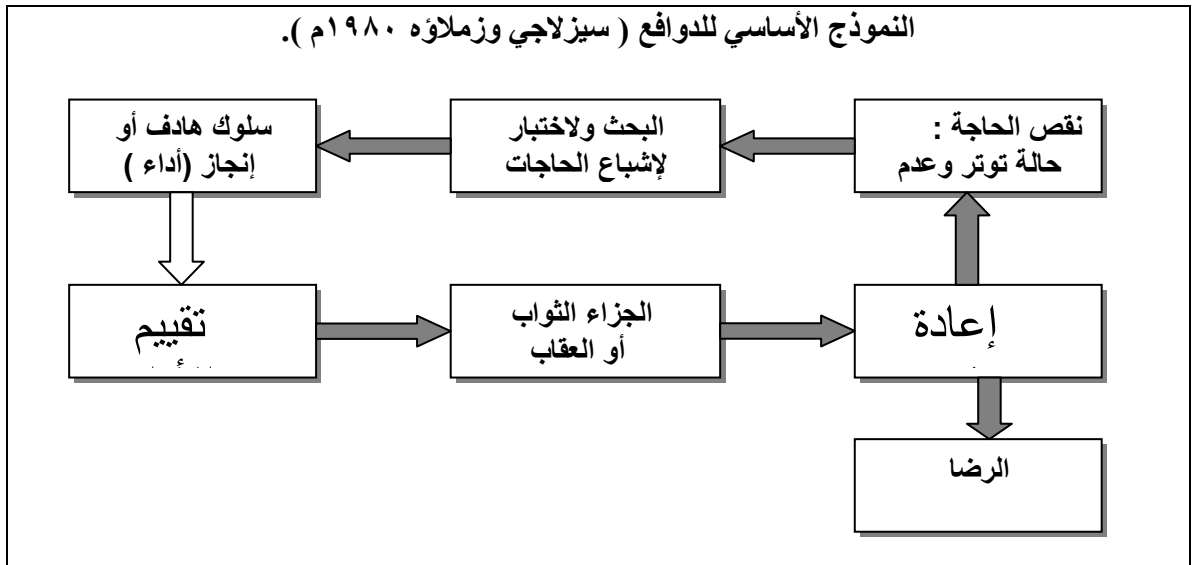 النموذج الأساسي للدوافع ( سيزلاجي وزملاؤه ١٩٨٠م ).
نقص الحاجة :
حالة توتر وعدم
البحث ولاختبار
لإشباع الحاجات
سلوك هادف أو
إنجاز (أداء )
تقييم
الجزاء الثواب
أو العقاب
إعادة
الرضا